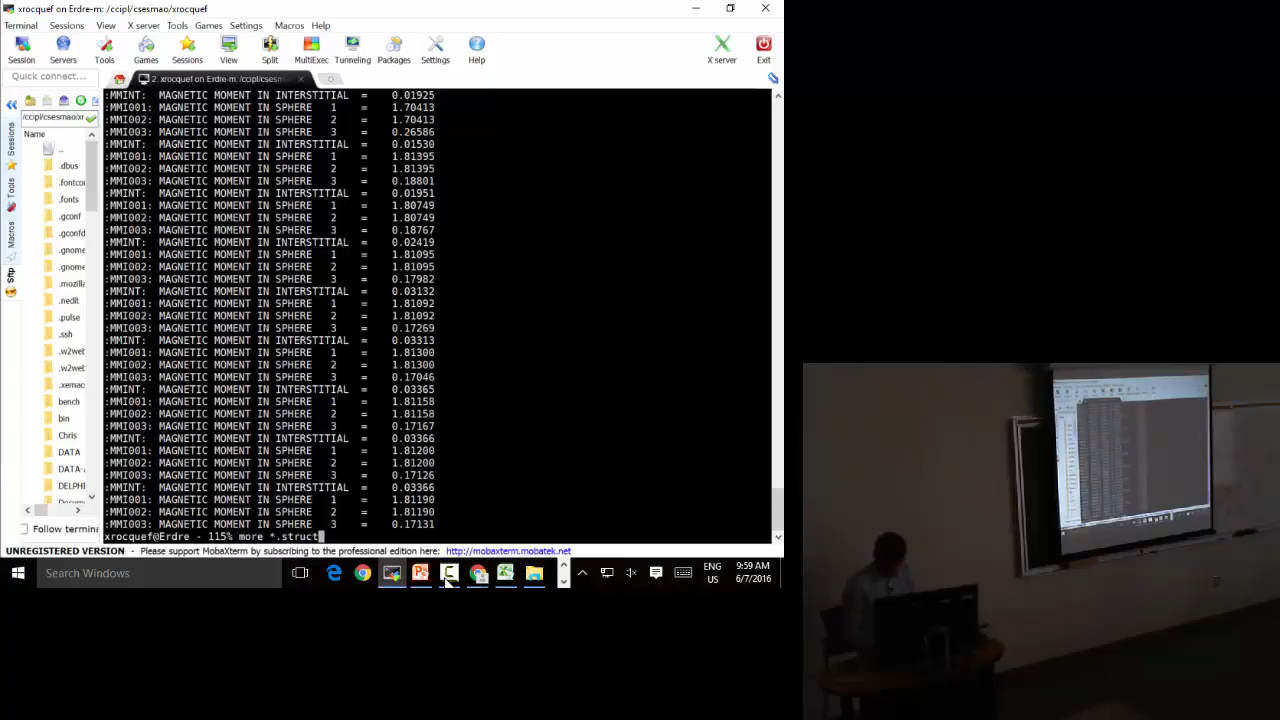 xrocquef on Erdre-m: /ccipl/csesmao/xrocquef
Terminal Sessions View X server Tools Games Settings Macros Help
Session Servers Tools Games Sessions View Split MultiExec Tunneling Packages Settings Help X server Exit
Quick connect...
2. xrocquef on Erdre-m: /ccipl/csesm
/ccipl/csesmao/xr
Name
..
.dbus
.fontcor
.fonts
.gconf
.gconfd
.gnome
.gnome
.mozilla
.nedit
.pulse
.ssh
.w2web
.w2web
.xemac
bench
bin
Chris
DATA
DATA-
DELPH
Follow termina
Sessions
Tools
Macros
Sftp
:MMINT: MAGNETIC MOMENT IN INTERSTITIAL = 0.01925
:MMI001: MAGNETIC MOMENT IN SPHERE 1 = 1.70413
:MMI002: MAGNETIC MOMENT IN SPHERE 2 = 1.70413
:MMI003: MAGNETIC MOMENT IN SPHERE 3 = 0.26586
:MMINT: MAGNETIC MOMENT IN INTERSTITIAL = 0.01530
:MMI001: MAGNETIC MOMENT IN SPHERE 1 = 1.81395
:MMI002: MAGNETIC MOMENT IN SPHERE 2 = 1.81395
:MMI003: MAGNETIC MOMENT IN SPHERE 3 = 0.18801
:MMINT: MAGNETIC MOMENT IN INTERSTITIAL = 0.01951
:MMI001: MAGNETIC MOMENT IN SPHERE 1 = 1.80749
:MMI002: MAGNETIC MOMENT IN SPHERE 2 = 1.80749
:MMI003: MAGNETIC MOMENT IN SPHERE 3 = 0.18767
:MMINT: MAGNETIC MOMENT IN INTERSTITIAL = 0.02419
:MMI001: MAGNETIC MOMENT IN SPHERE 1 = 1.81095
:MMI002: MAGNETIC MOMENT IN SPHERE 2 = 1.81095
:MMI003: MAGNETIC MOMENT IN SPHERE 3 = 0.17982
:MMINT: MAGNETIC MOMENT IN INTERSTITIAL = 0.03132
:MMI001: MAGNETIC MOMENT IN SPHERE 1 = 1.81092
:MMI002: MAGNETIC MOMENT IN SPHERE 2 = 1.81092
:MMI003: MAGNETIC MOMENT IN SPHERE 3 = 0.17269
:MMINT: MAGNETIC MOMENT IN INTERSTITIAL = 0.03313
:MMI001: MAGNETIC MOMENT IN SPHERE 1 = 1.81300
:MMI002: MAGNETIC MOMENT IN SPHERE 2 = 1.81300
:MMI003: MAGNETIC MOMENT IN SPHERE 3 = 0.17046
:MMINT: MAGNETIC MOMENT IN INTERSTITIAL = 0.03365
:MMI001: MAGNETIC MOMENT IN SPHERE 1 = 1.81158
:MMI002: MAGNETIC MOMENT IN SPHERE 2 = 1.81158
:MMI003: MAGNETIC MOMENT IN SPHERE 3 = 0.17167
:MMINT: MAGNETIC MOMENT IN INTERSTITIAL = 0.03366
:MMI001: MAGNETIC MOMENT IN SPHERE 1 = 1.81200
:MMI002: MAGNETIC MOMENT IN SPHERE 2 = 1.81200
:MMI003: MAGNETIC MOMENT IN SPHERE 3 = 0.17126
:MMINT: MAGNETIC MOMENT IN INTERSTITIAL = 0.03366
:MMI001: MAGNETIC MOMENT IN SPHERE 1 = 1.81190
:MMI002: MAGNETIC MOMENT IN SPHERE 2 = 1.81190
:MMI003: MAGNETIC MOMENT IN SPHERE 3 = 0.17131
xrocquef@Erdre - 115% more *.struct
UNREGISTERED VERSION - Please support MobaXterm by subscribing to the professional edition here: http://mobaxterm.mobatek.net
Search Windows
ENG
US
9:59 AM
6/7/2016